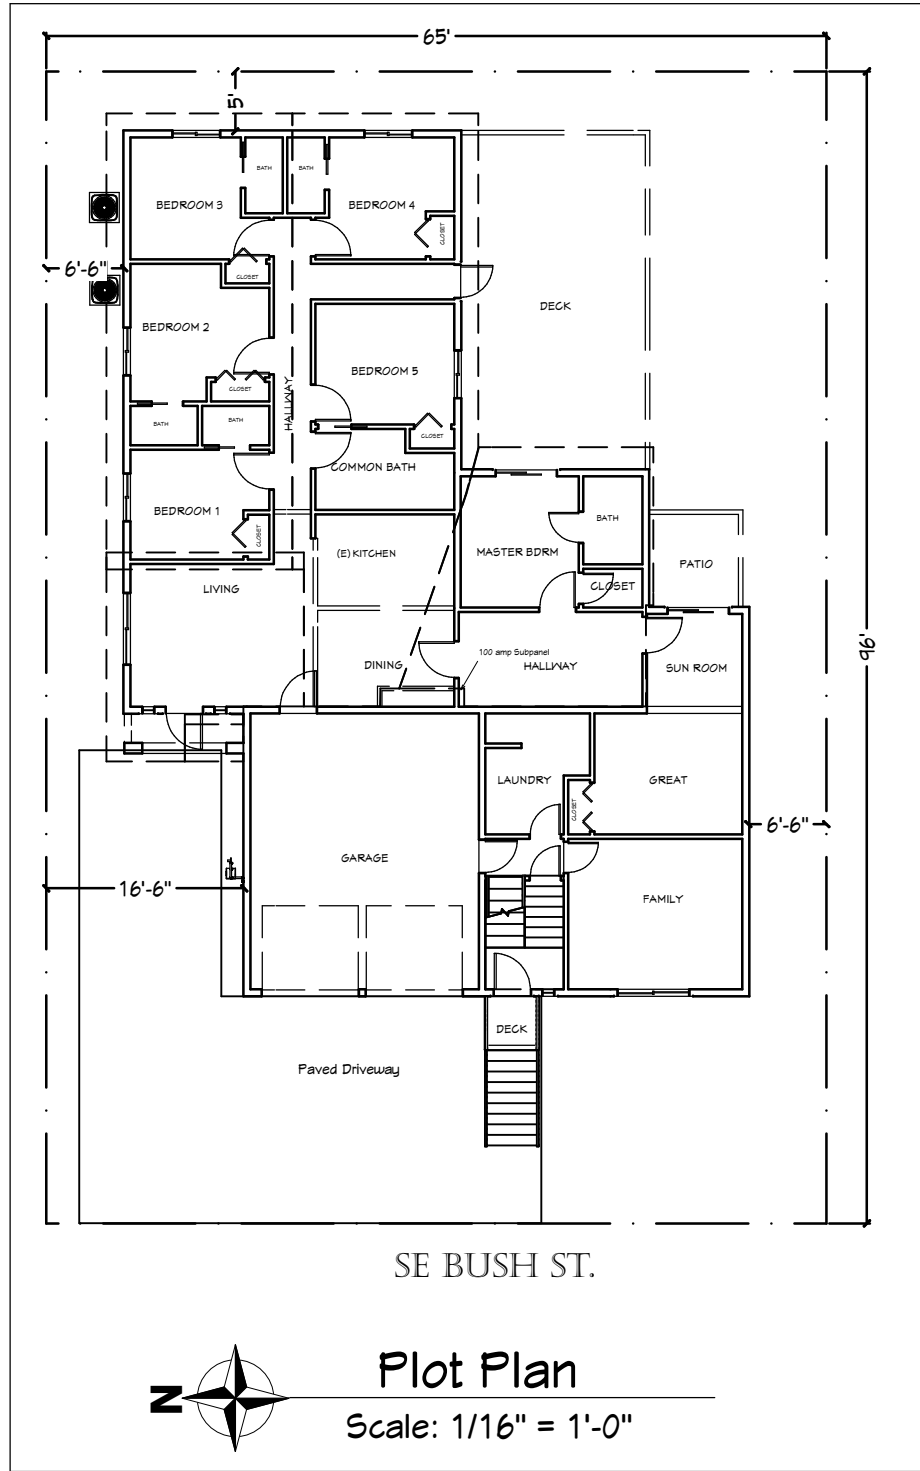 65'
5'
BATH
BATH
BEDROOM 3
BEDROOM 4
CLOSET
6'-6"
CLOSET
DECK
BEDROOM 2
BEDROOM 5
CLOSET
HALLWAY
BATH
BATH
CLOSET
COMMON BATH
BEDROOM 1
BATH
CLOSET
(E) KITCHEN
MASTER BDRM
PATIO
LIVING
CLOSET
96'
100 amp Subpanel
DINING
HALLWAY
SUN ROOM
LAUNDRY
GREAT
CLOSET
6'-6"
GARAGE
16'-6"
FAMILY
DECK
Paved Driveway
SE BUSH ST.
N
Plot Plan
Scale: 1/16" = 1'-0"